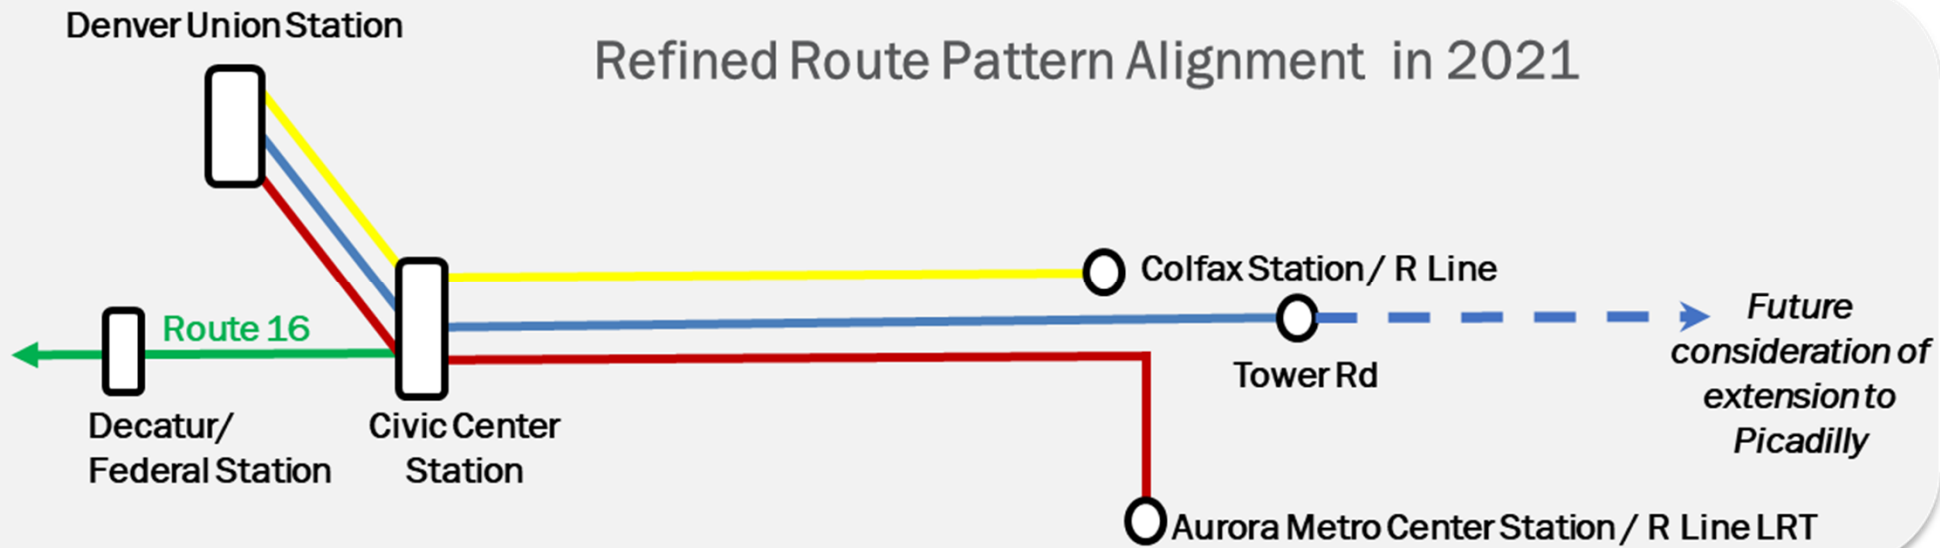 Denver Union Station
Refined Route Pattern Alignment in 2021
Colfax Station / R Line
Route 16
Tower Rd
Future
consideration of
extension to
Picadilly
Decatur/
Federal Station
Civic Center
Station
Aurora Metro Center Station / R Line LRT